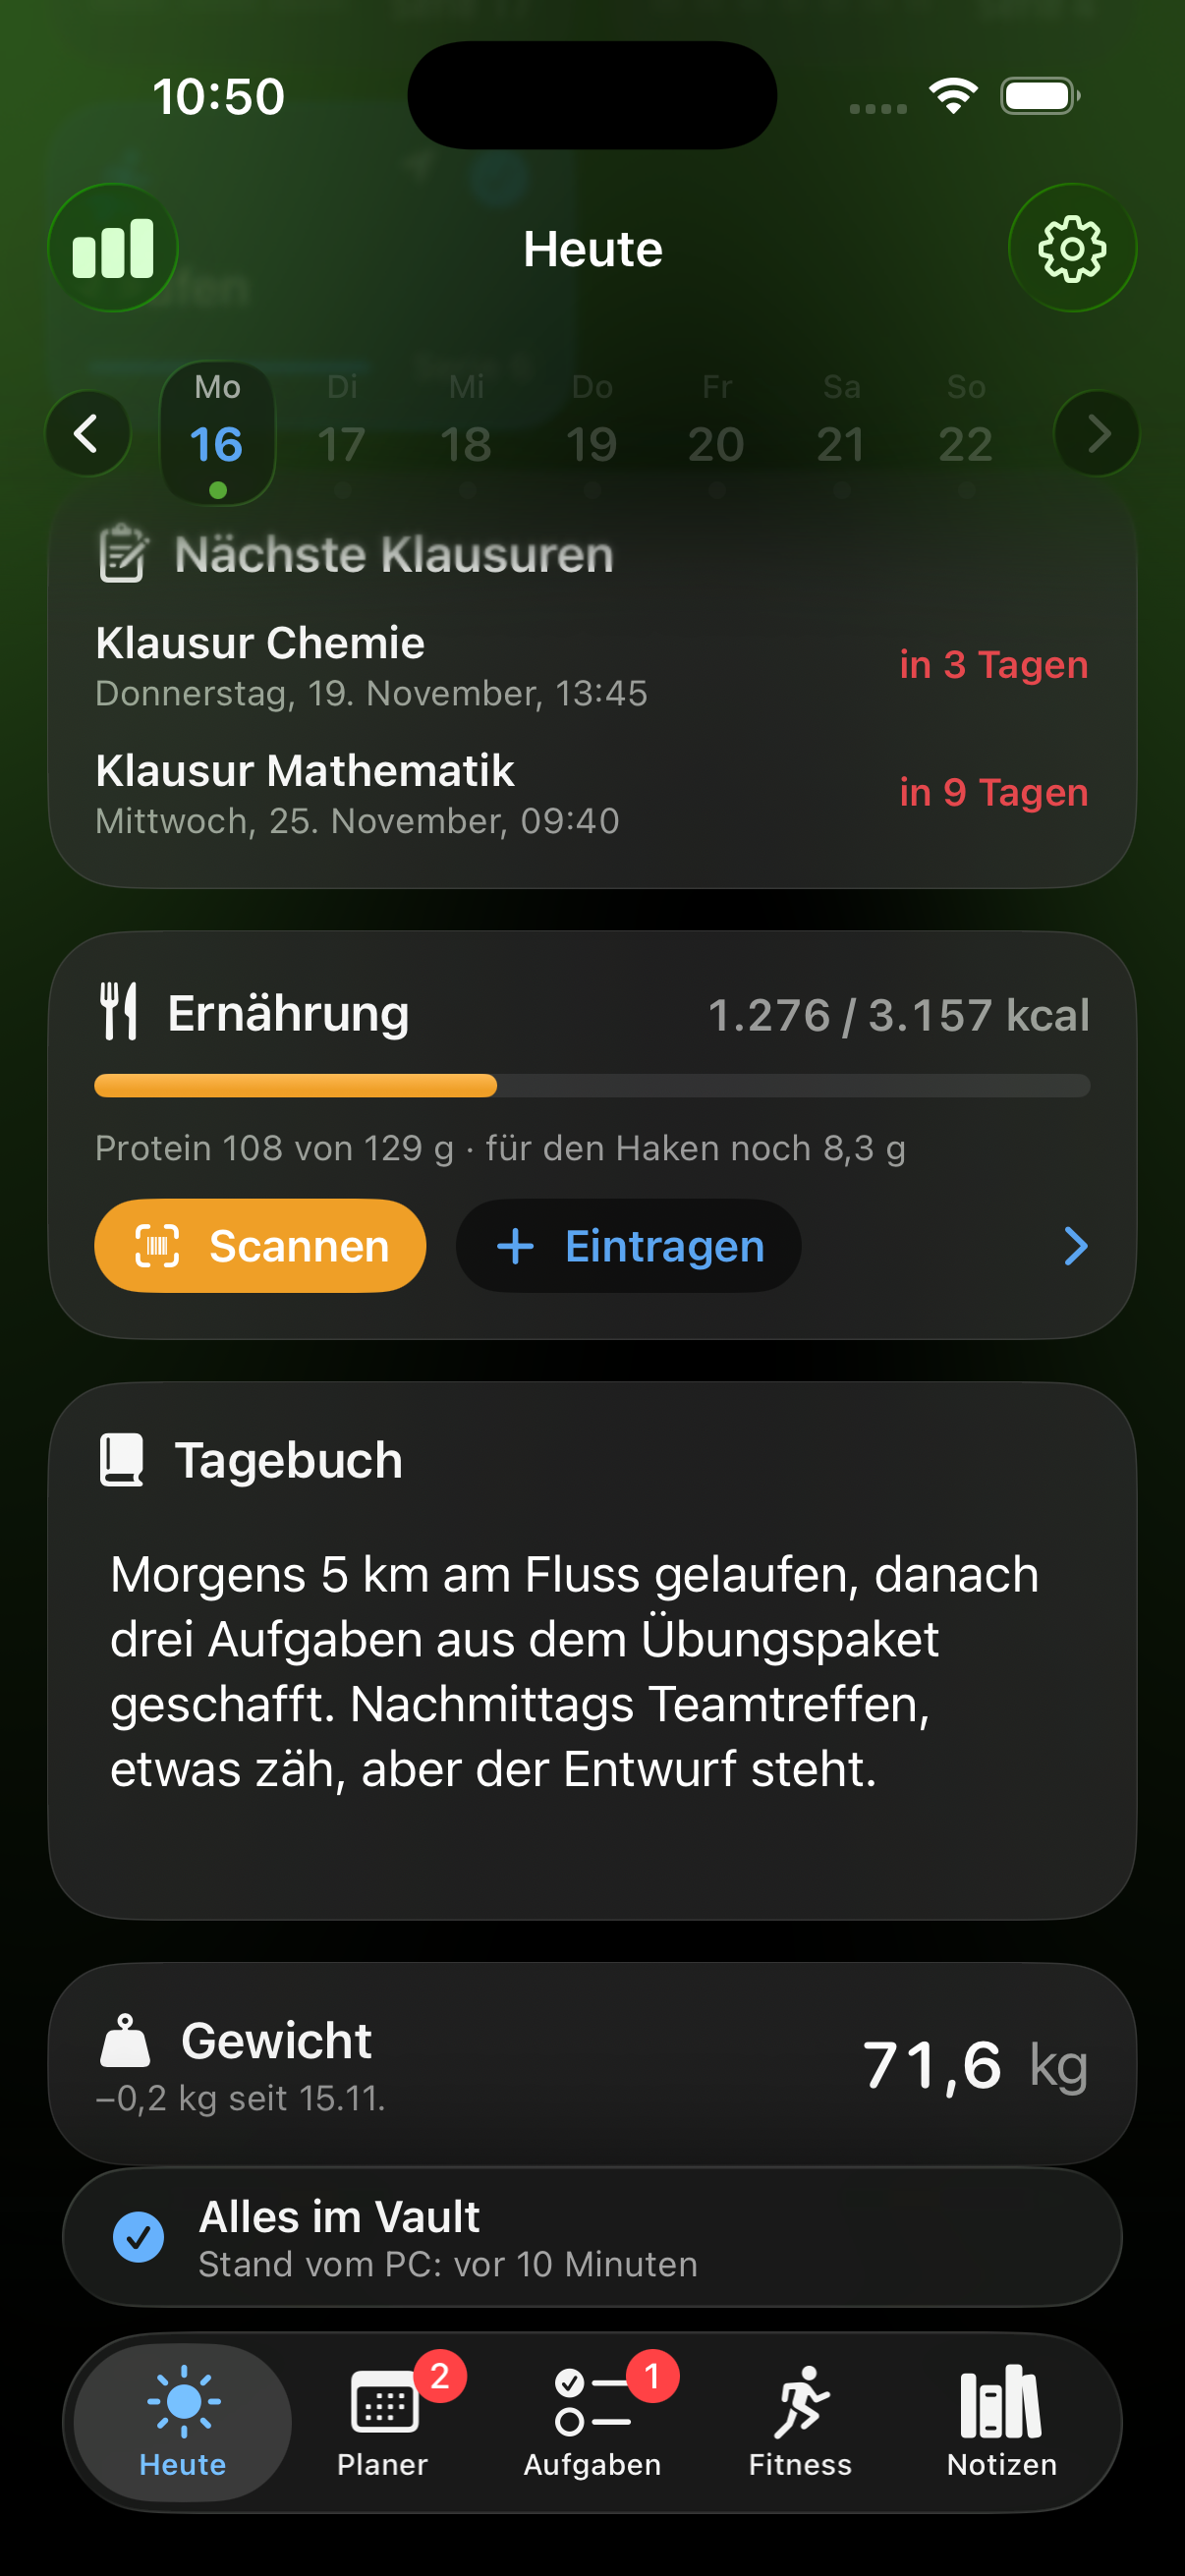 10:50
Heute
Mo Di Mi Do Fr Sa So
16 17 18 19 20 21 22
Nächste Klausuren
Klausur Chemie
Donnerstag, 19. November, 13:45
in 3 Tagen
Klausur Mathematik
Mittwoch, 25. November, 09:40
in 9 Tagen
Ernährung
1.276 / 3.157 kcal
Protein 108 von 129 g · für den Haken noch 8,3 g
Scannen
Eintragen
Tagebuch
Morgens 5 km am Fluss gelaufen, danach
drei Aufgaben aus dem Übungspaket
geschafft. Nachmittags Teamtreffen,
etwas zäh, aber der Entwurf steht.
Gewicht
71,6 kg
−0,2 kg seit 15.11.
Alles im Vault
Stand vom PC: vor 10 Minuten
2
1
Heute
Planer
Aufgaben
Fitness
Notizen